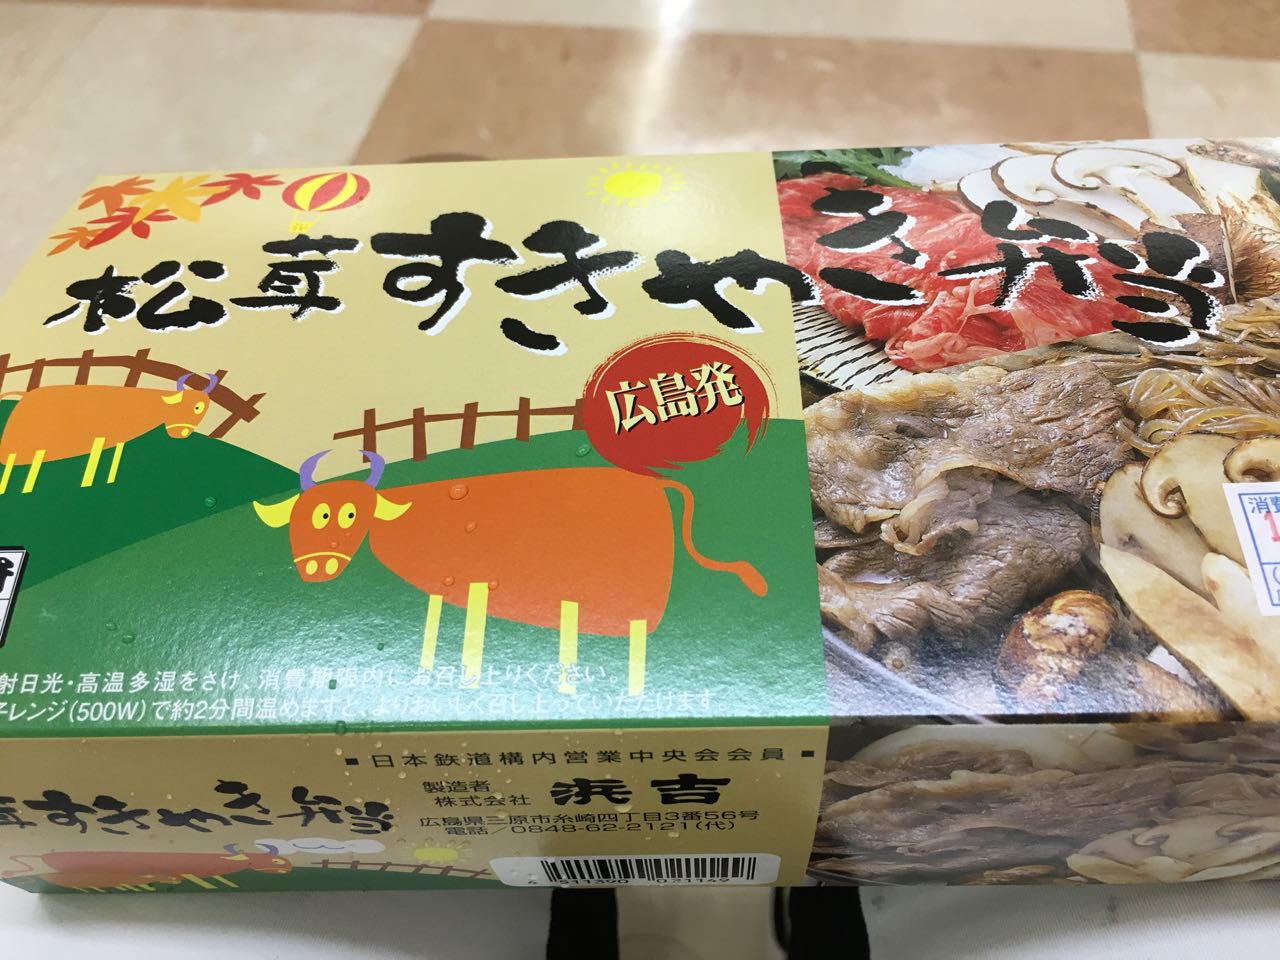 松茸すきやき弁当
広島発
射日光・高温多湿をさけ、消費期限内にお召し上りください。
子レンジ(500W)で約2分間温めますと、よりおいしく召し上っていただけます
消費
■日本鉄道構内営業中央会会員■
製造者
株式会社 浜吉
広島県三原市糸崎四丁目3番56号
電話/0848-62-2121(代)
茸すきやき弁当
4 511390 021149